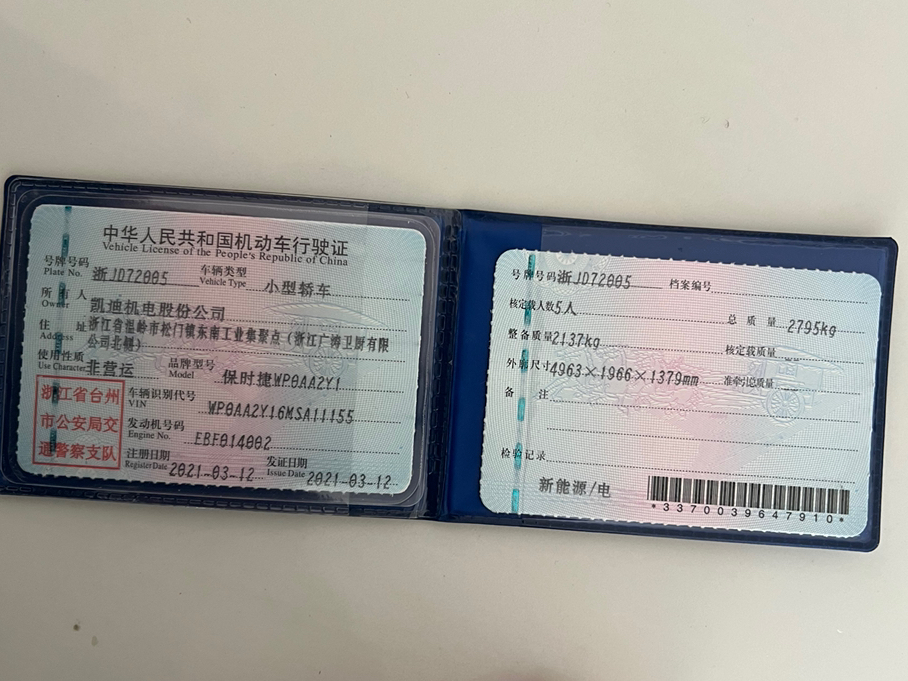 中华人民共和国机动车行驶证
Vehicle License of the People's Republic of China
号牌号码 Plate No. 浙JD72005 车辆类型 Vehicle Type 小型轿车
所有人 Owner 凯迪机电股份公司
住址 Address 浙江省温岭市松门镇东南工业集聚点（浙江广涛卫厨有限
公司北侧）
使用性质 Use Character 非营运 品牌型号 Model 保时捷WP0AA2Y1
浙江省台州
市公安局交
通警察支队
车辆识别代号 VIN WP0AA2Y16MSA11155
发动机号码 Engine No. EBF014002
注册日期 Register Date 2021-03-12 发证日期 Issue Date 2021-03-12
号牌号码 浙JD72005 档案编号
核定载人数 5人 总质量 2795kg
整备质量 2137kg 核定载质量
外廓尺寸 4963×1966×1379mm 准牵引总质量
备注
检验记录
新能源/电
*3370039647910*